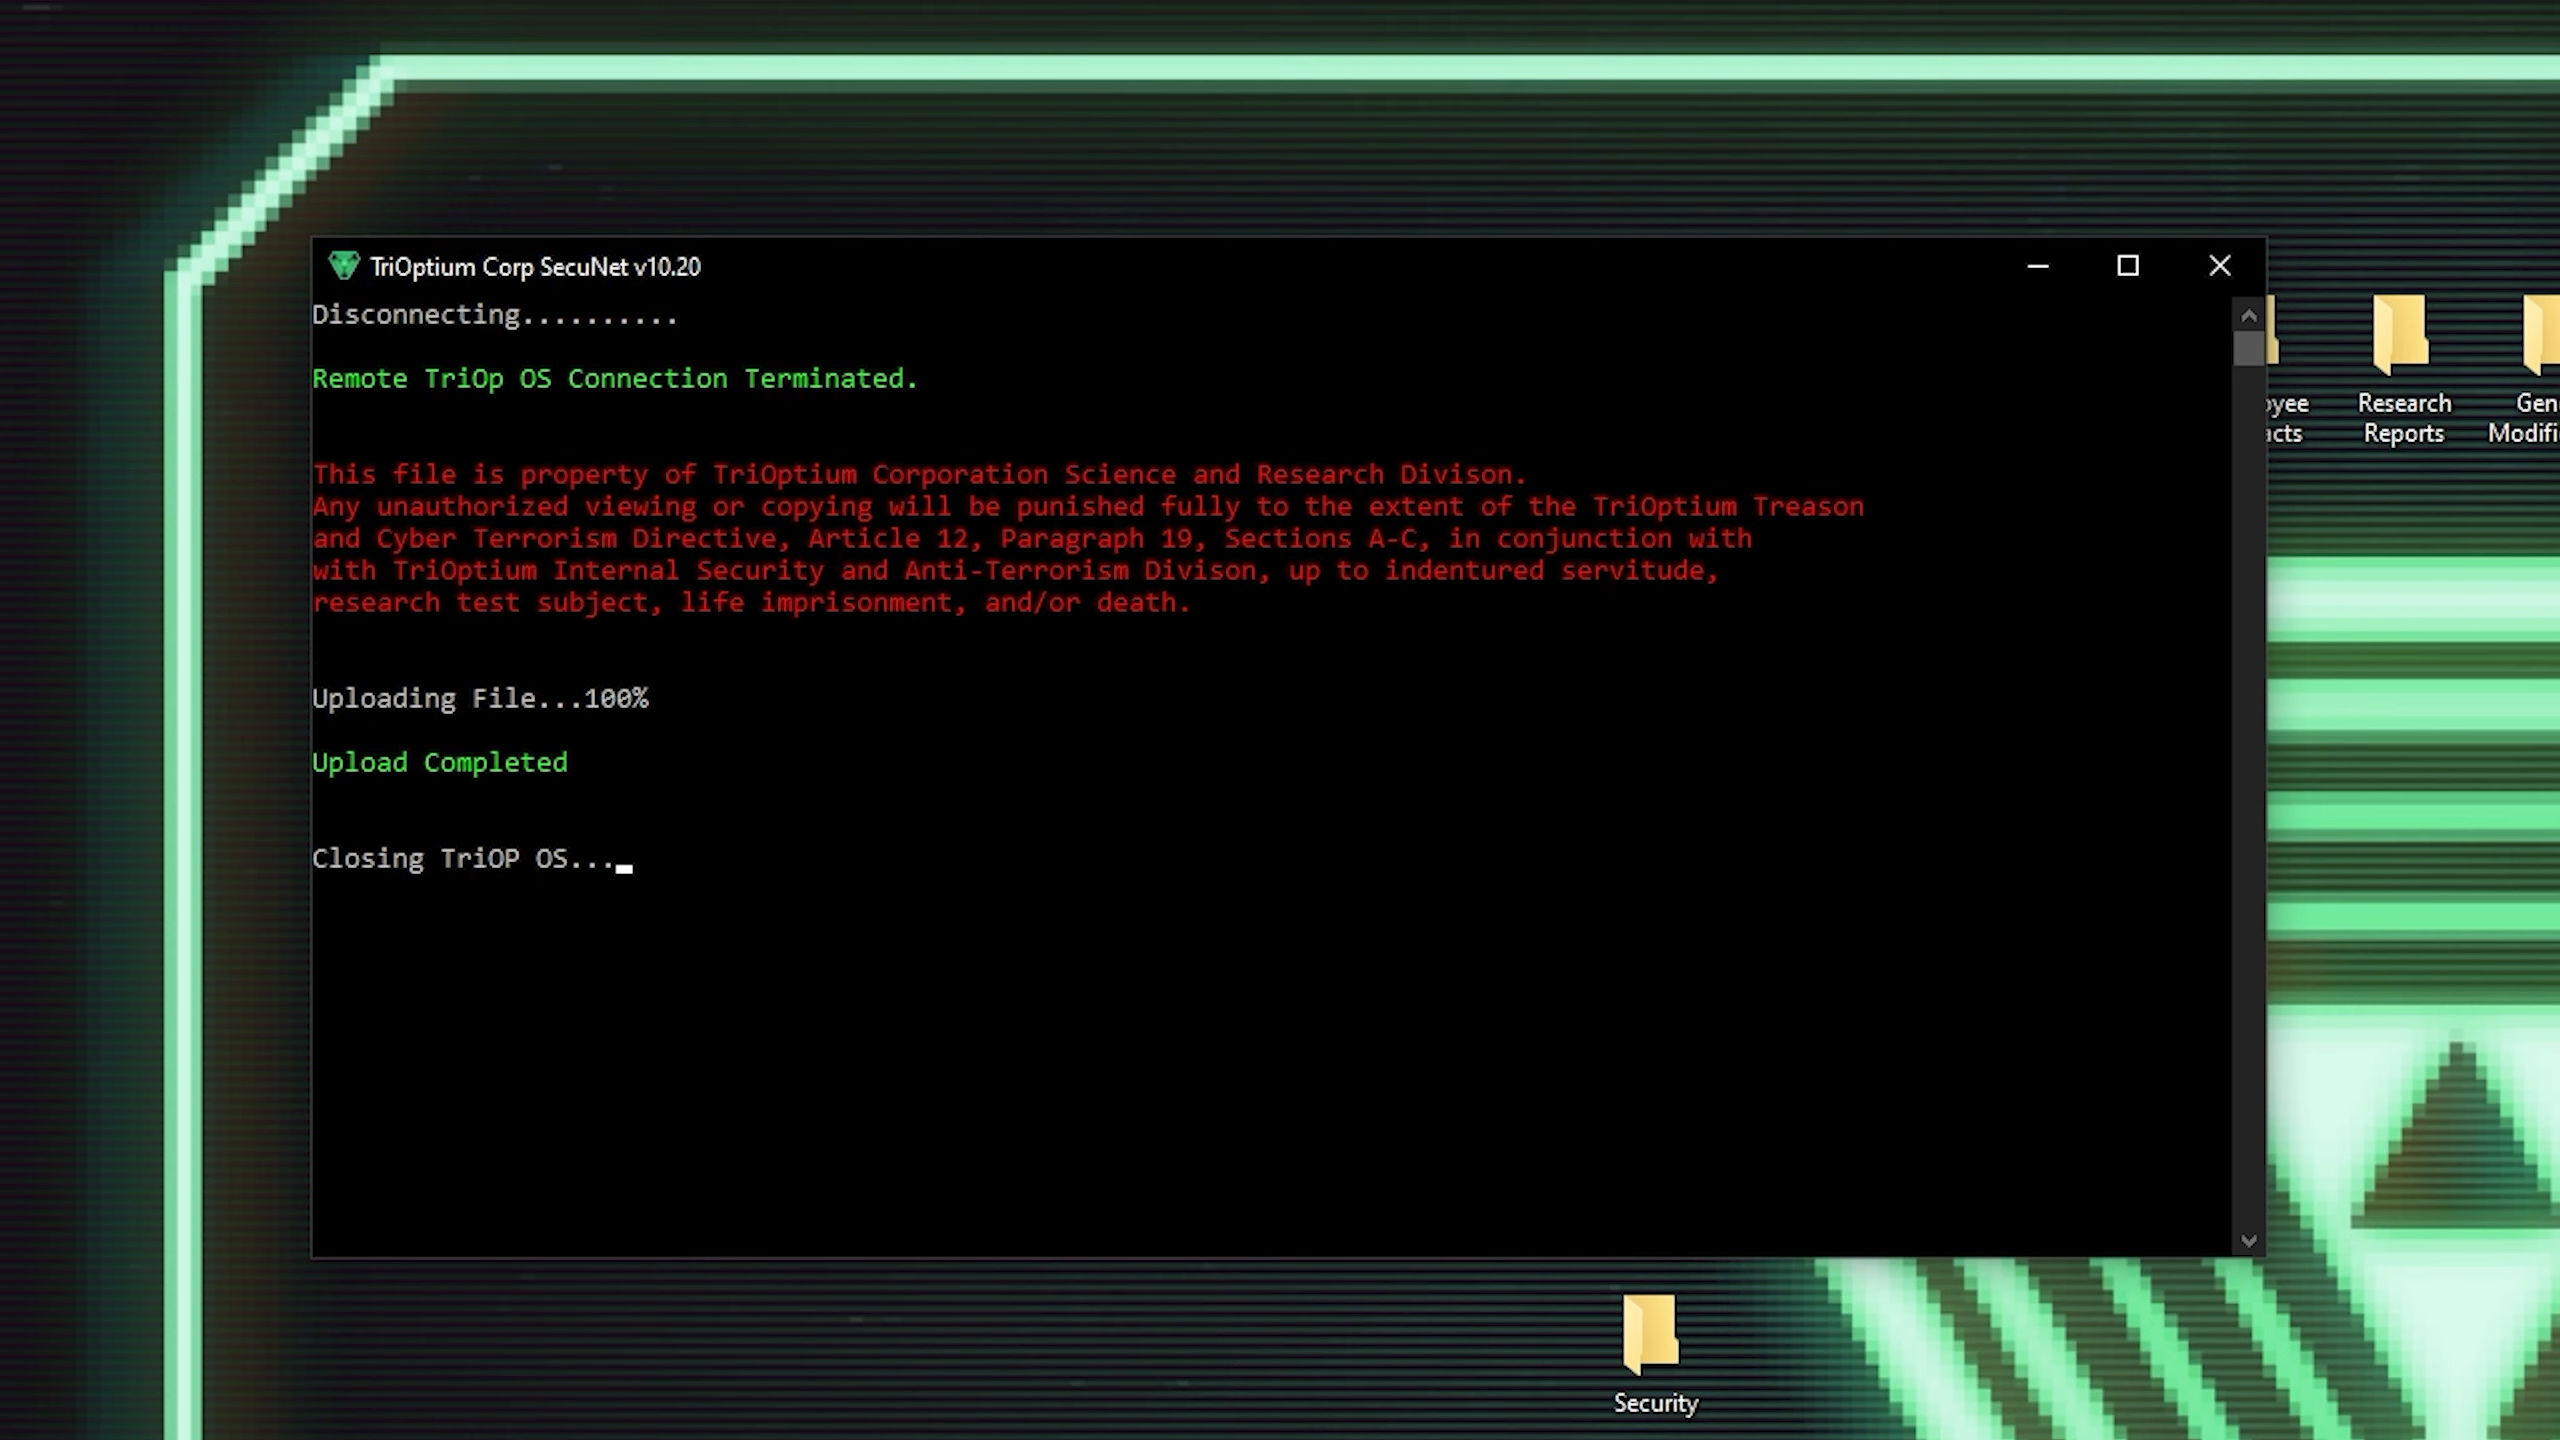 TriOptium Corp SecuNet v10.20
Disconnecting..........
Remote TriOp OS Connection Terminated.
This file is property of TriOptium Corporation Science and Research Divison.
Any unauthorized viewing or copying will be punished fully to the extent of the TriOptium Treason
and Cyber Terrorism Directive, Article 12, Paragraph 19, Sections A-C, in conjunction with
with TriOptium Internal Security and Anti-Terrorism Divison, up to indentured servitude,
research test subject, life imprisonment, and/or death.
Uploading File...100%
Upload Completed
Closing TriOP OS...
Research
Reports
Security